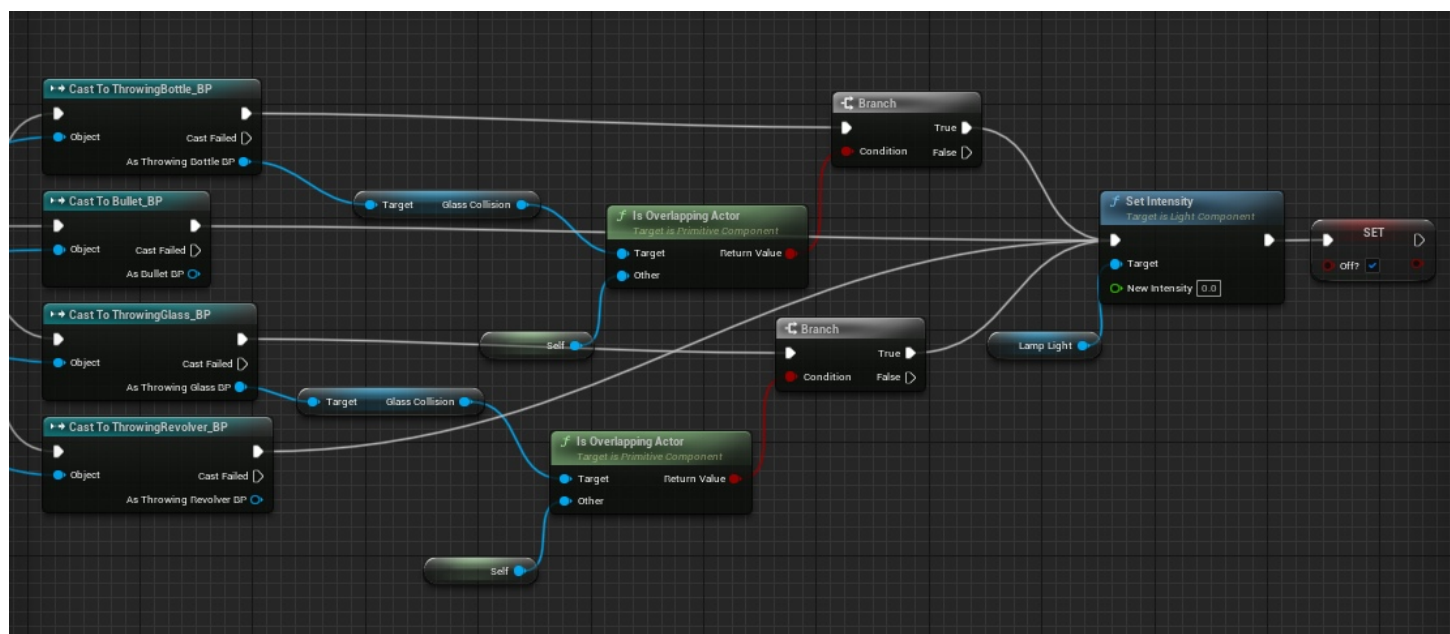 Cast To ThrowingBottle_BP
Object
Cast Failed
As Throwing Bottle BP
Cast To Bullet_BP
Object
Cast Failed
As Bullet BP
Cast To ThrowingGlass_BP
Object
Cast Failed
As Throwing Glass BP
Cast To ThrowingRevolver_BP
Object
Cast Failed
As Throwing Revolver BP
Target Glass Collision
Is Overlapping Actor
Target is Primitive Component
Target Return Value
Other
Self
Target Glass Collision
Is Overlapping Actor
Target is Primitive Component
Target Return Value
Other
Self
Branch
True
Condition False
Branch
True
Condition False
Set Intensity
Target is Light Component
Target
New Intensity 0.0
Lamp Light
SET
Off?